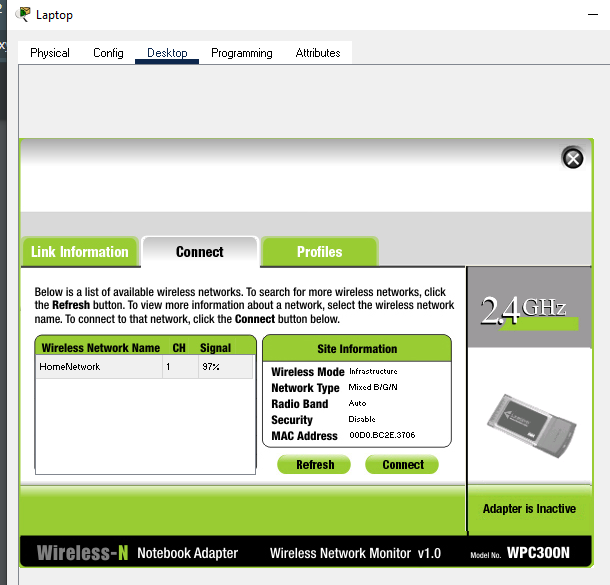 Laptop
Physical Config Desktop Programming Attributes
Link Information Connect Profiles
Below is a list of available wireless networks. To search for more wireless networks, click
the Refresh button. To view more information about a network, select the wireless network
name. To connect to that network, click the Connect button below.
2.4GHz
Wireless Network Name CH Signal
HomeNetwork 1 97%
Site Information
Wireless Mode Infrastructure
Network Type Mixed B/G/N
Radio Band Auto
Security Disable
MAC Address 00D0.BC2E.3706
Refresh Connect
Adapter is Inactive
Wireless-N Notebook Adapter Wireless Network Monitor v1.0 Model No. WPC300N